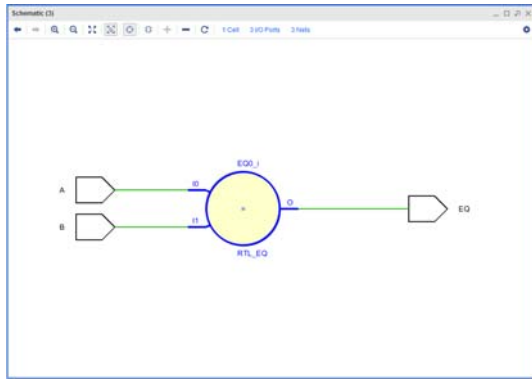 Schematic (3)
1 Cell 3 I/O Ports 3 Nets
EQ0_i
A I0
O EQ
B I1
RTL_EQ